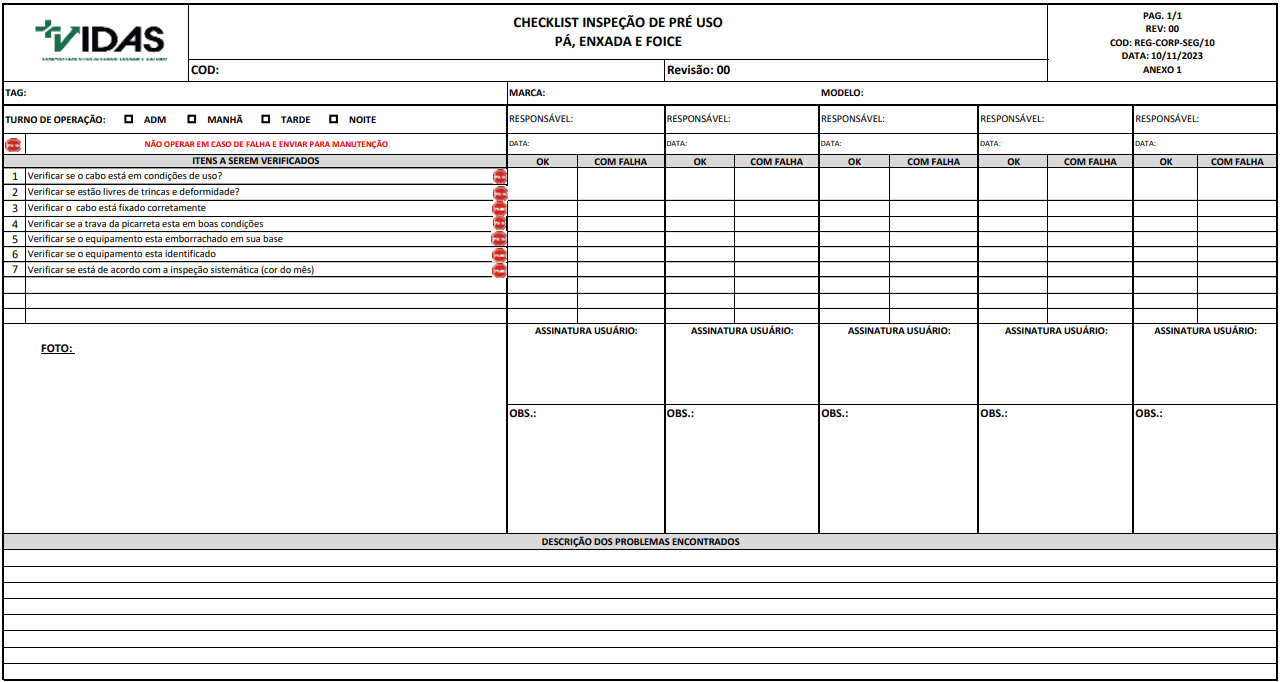 VIDAS
CHECKLIST INSPEÇÃO DE PRÉ USO
PÁ, ENXADA E FOICE
PAG. 1/1
REV: 00
COD: REG-CORP-SEG/10
DATA: 10/11/2023
ANEXO 1
COD: Revisão: 00
TAG: MARCA: MODELO:
TURNO DE OPERAÇÃO: ADM MANHÃ TARDE NOITE RESPONSÁVEL: RESPONSÁVEL: RESPONSÁVEL: RESPONSÁVEL: RESPONSÁVEL:
NÃO OPERAR EM CASO DE FALHA E ENVIAR PARA MANUTENÇÃO DATA: DATA: DATA: DATA: DATA:
ITENS A SEREM VERIFICADOS OK COM FALHA OK COM FALHA OK COM FALHA OK COM FALHA OK COM FALHA
1 Verificar se o cabo está em condições de uso?
2 Verificar se estão livres de trincas e deformidade?
3 Verificar o  cabo está fixado corretamente
4 Verificar se a trava da picarreta esta em boas condições
5 Verificar se o equipamento esta emborrachado em sua base
6 Verificar se o equipamento esta identificado
7 Verificar se está de acordo com a inspeção sistemática (cor do mês)
ASSINATURA USUÁRIO: ASSINATURA USUÁRIO: ASSINATURA USUÁRIO: ASSINATURA USUÁRIO: ASSINATURA USUÁRIO:
FOTO:
OBS.: OBS.: OBS.: OBS.: OBS.:
DESCRIÇÃO DOS PROBLEMAS ENCONTRADOS